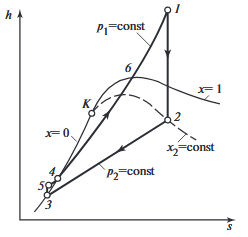 h
p₁=const
1
6
K
x=1
2
x=0
x₂=const
4
p₂=const
5
3
s